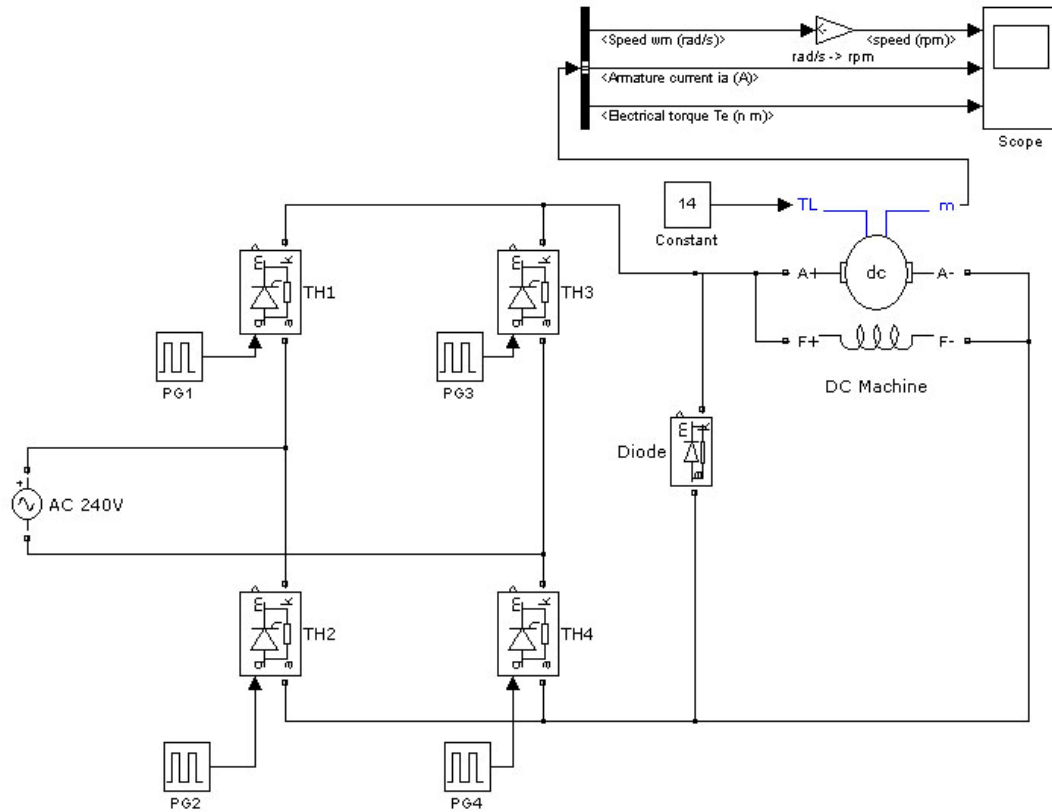 <Speed wm (rad/s)>
<speed (rpm)>
rad/s -> rpm
<Armature current ia (A)>
<Electrical torque Te (n m)>
Scope
14
Constant
TL
m
m
k
g
a
TH1
m
k
g
a
TH3
A+
dc
A-
F+
F-
DC Machine
PG1
PG3
Diode
m
k
a
+
AC 240V
m
k
g
a
TH2
m
k
g
a
TH4
PG2
PG4